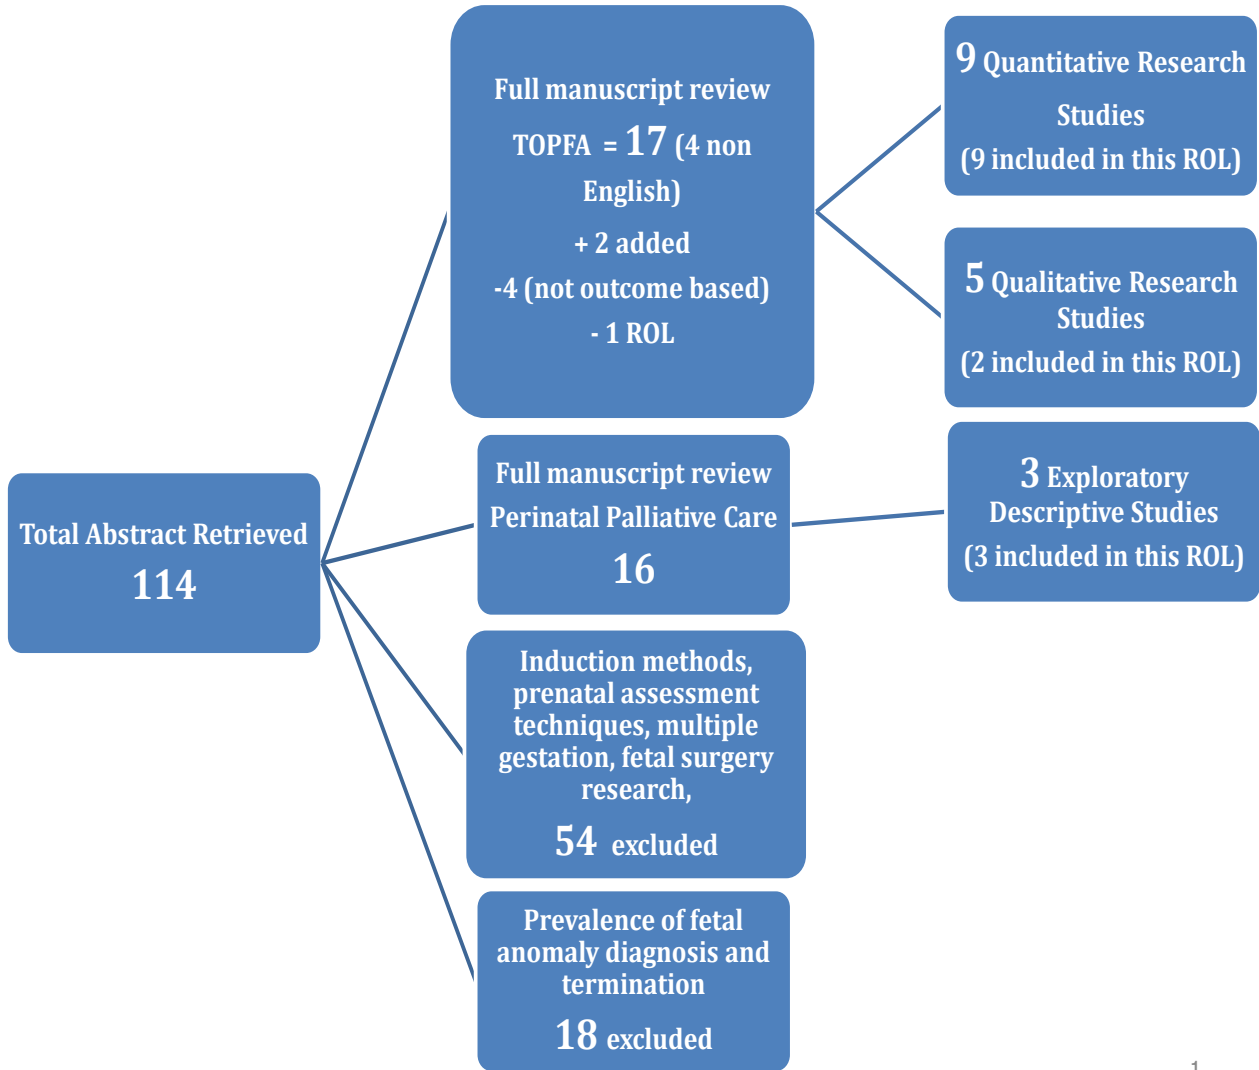 Total Abstract Retrieved
114
Full manuscript review
TOPFA = 17 (4 non
English)
+ 2 added
-4 (not outcome based)
- 1 ROL
9 Quantitative Research
Studies
(9 included in this ROL)
5 Qualitative Research
Studies
(2 included in this ROL)
Full manuscript review
Perinatal Palliative Care
16
3 Exploratory
Descriptive Studies
(3 included in this ROL)
Induction methods,
prenatal assessment
techniques, multiple
gestation, fetal surgery
research,
54 excluded
Prevalence of fetal
anomaly diagnosis and
termination
18 excluded
1